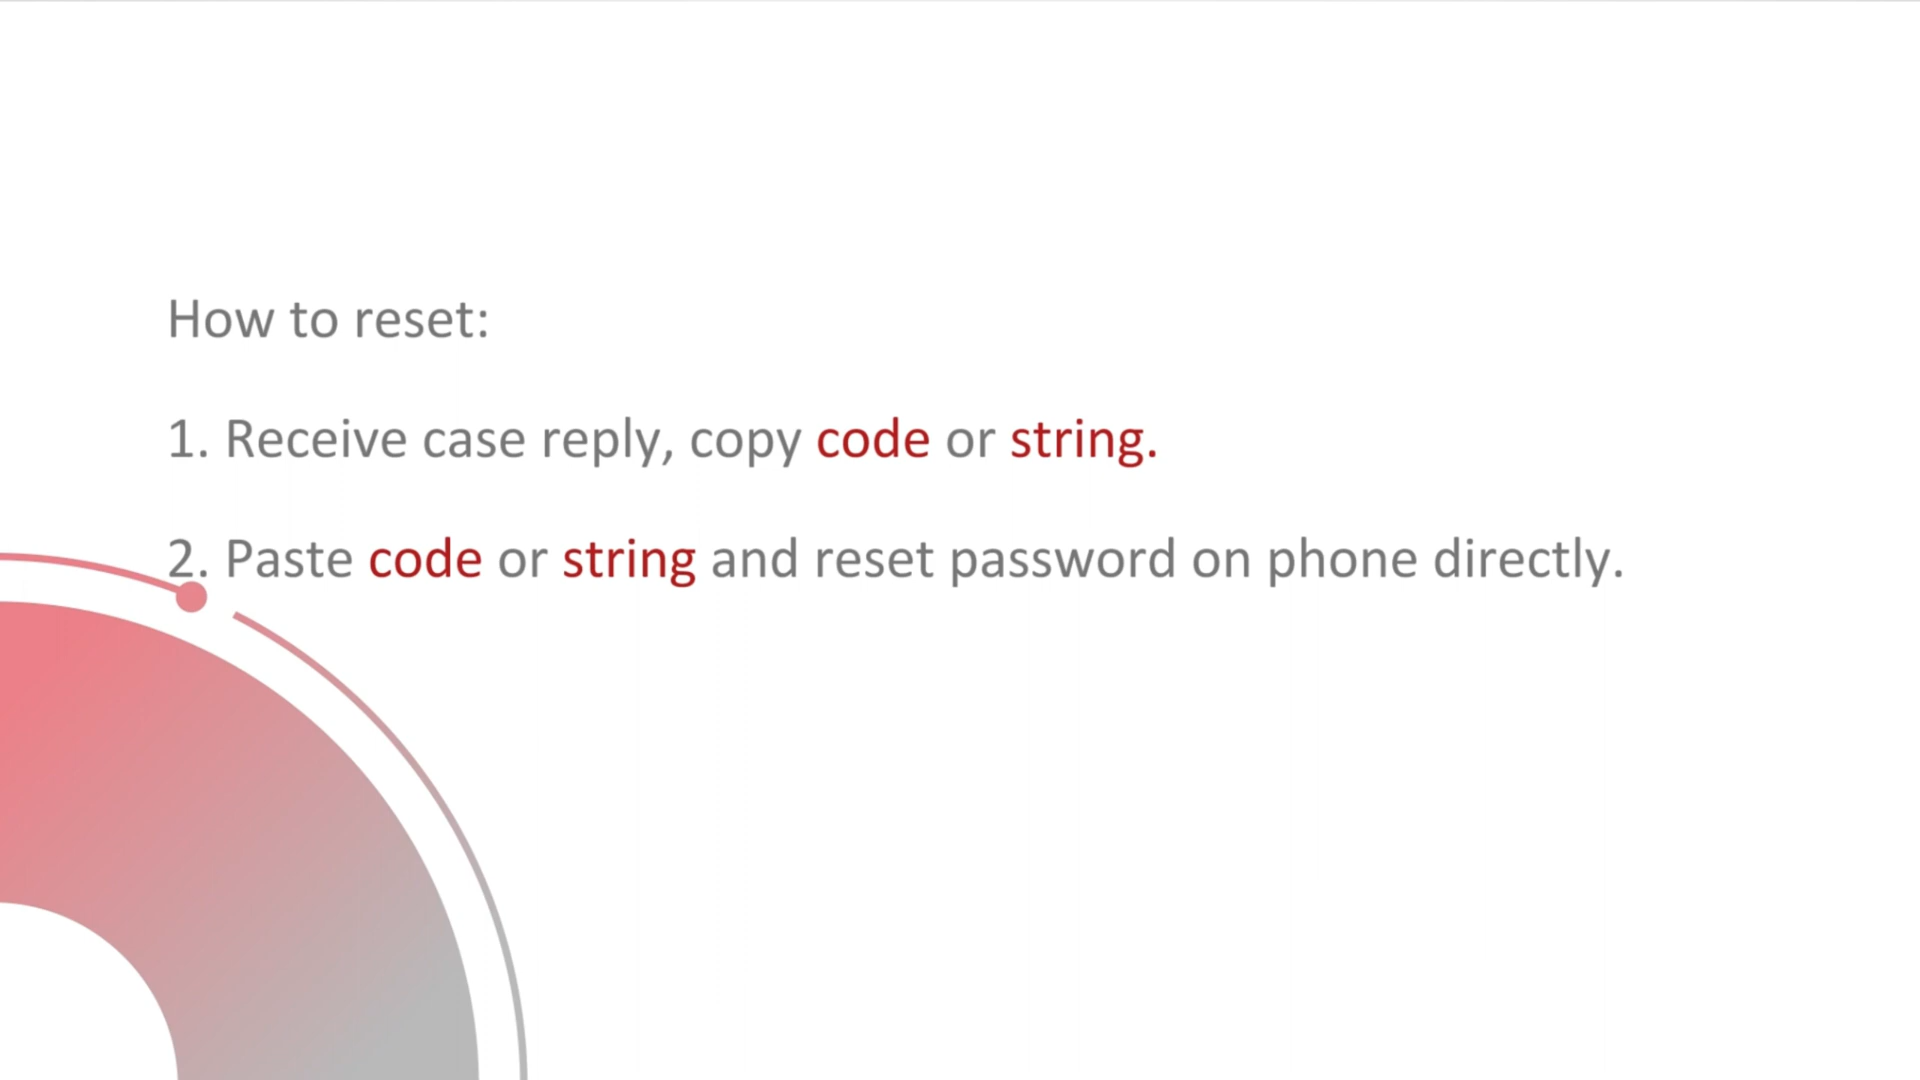 How to reset:
1. Receive case reply, copy code or string.
2. Paste code or string and reset password on phone directly.